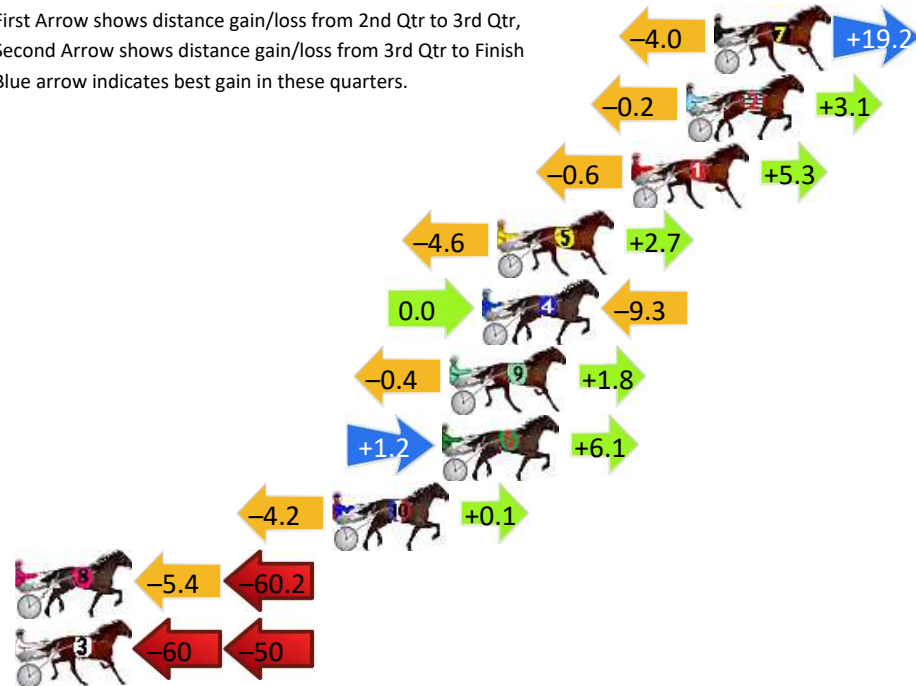 First Arrow shows distance gain/loss from 2nd Qtr to 3rd Qtr,
Second Arrow shows distance gain/loss from 3rd Qtr to Finish
Blue arrow indicates best gain in these quarters.
–4.0 7 +19.2
–0.2 2 +3.1
–0.6 1 +5.3
–4.6 5 +2.7
0.0 4 –9.3
–0.4 9 +1.8
+1.2 6 +6.1
–4.2 10 +0.1
8 –5.4 –60.2
3 –60 –50